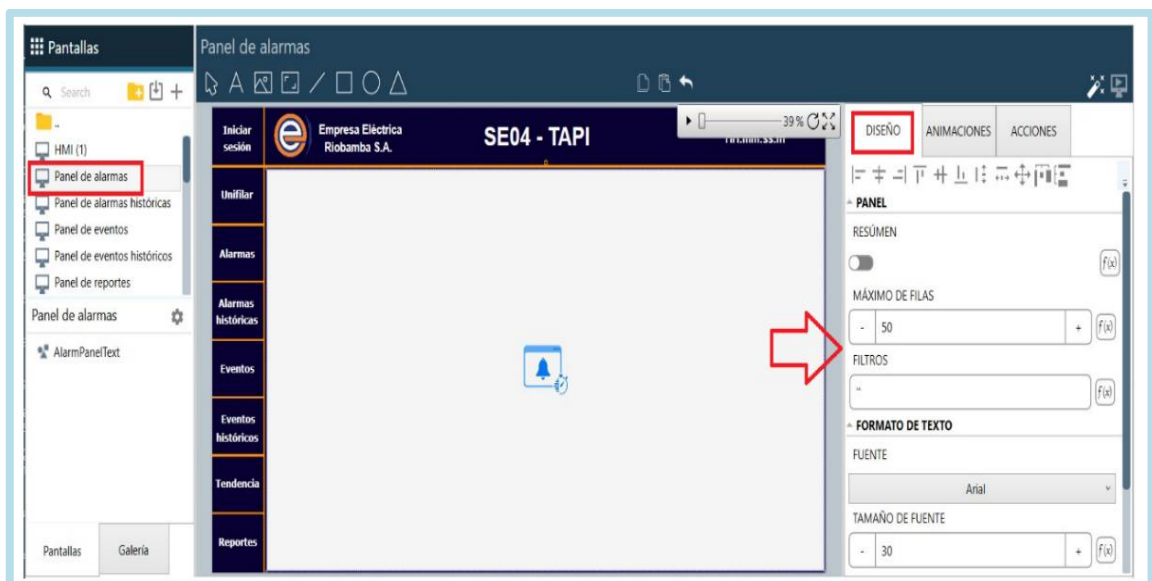 Pantallas
Search
..
HMI (1)
Panel de alarmas
Panel de alarmas históricas
Panel de eventos
Panel de eventos históricos
Panel de reportes
Panel de alarmas
AlarmPanelText
Pantallas
Galería
Panel de alarmas
A
39 %
Iniciar
sesión
Empresa Eléctrica
Riobamba S.A.
SE04 - TAPI
Unifilar
Alarmas
Alarmas
históricas
Eventos
Eventos
históricos
Tendencia
Reportes
DISEÑO
ANIMACIONES
ACCIONES
PANEL
RESÚMEN
f(x)
MÁXIMO DE FILAS
- 50 + f(x)
FILTROS
" f(x)
FORMATO DE TEXTO
FUENTE
Arial
TAMAÑO DE FUENTE
- 30 + f(x)